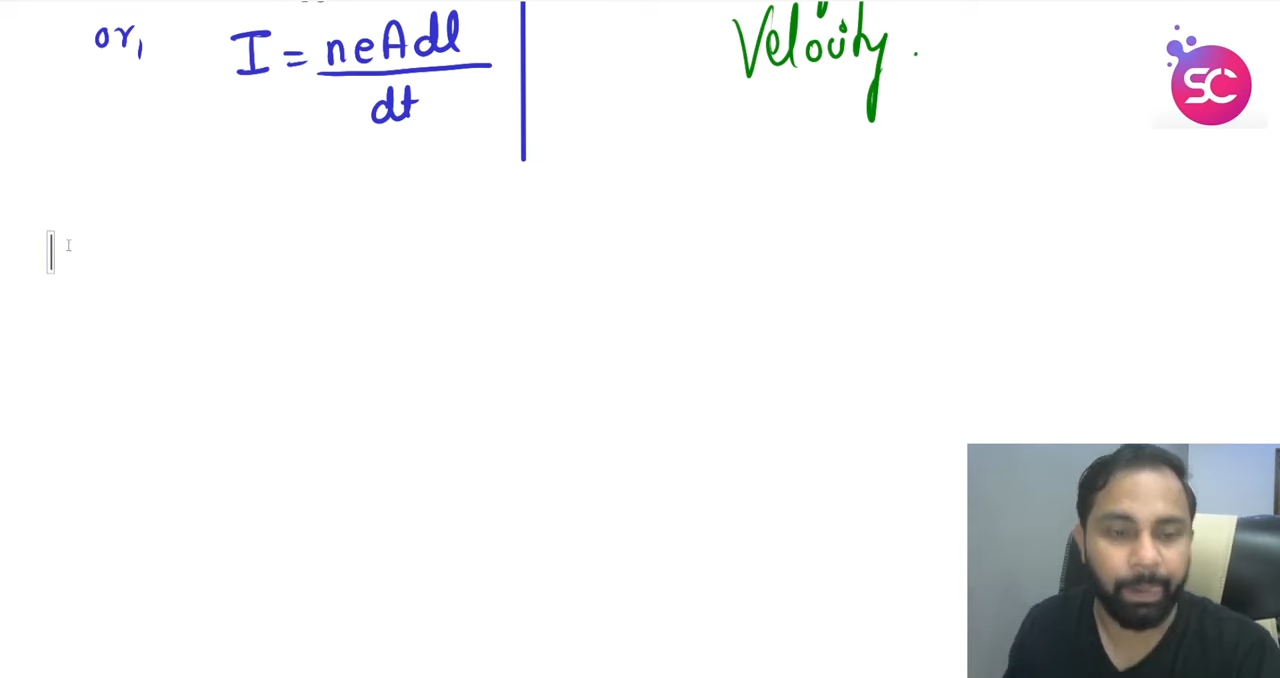 or, I = neAdl
dt
Velocity.
SC